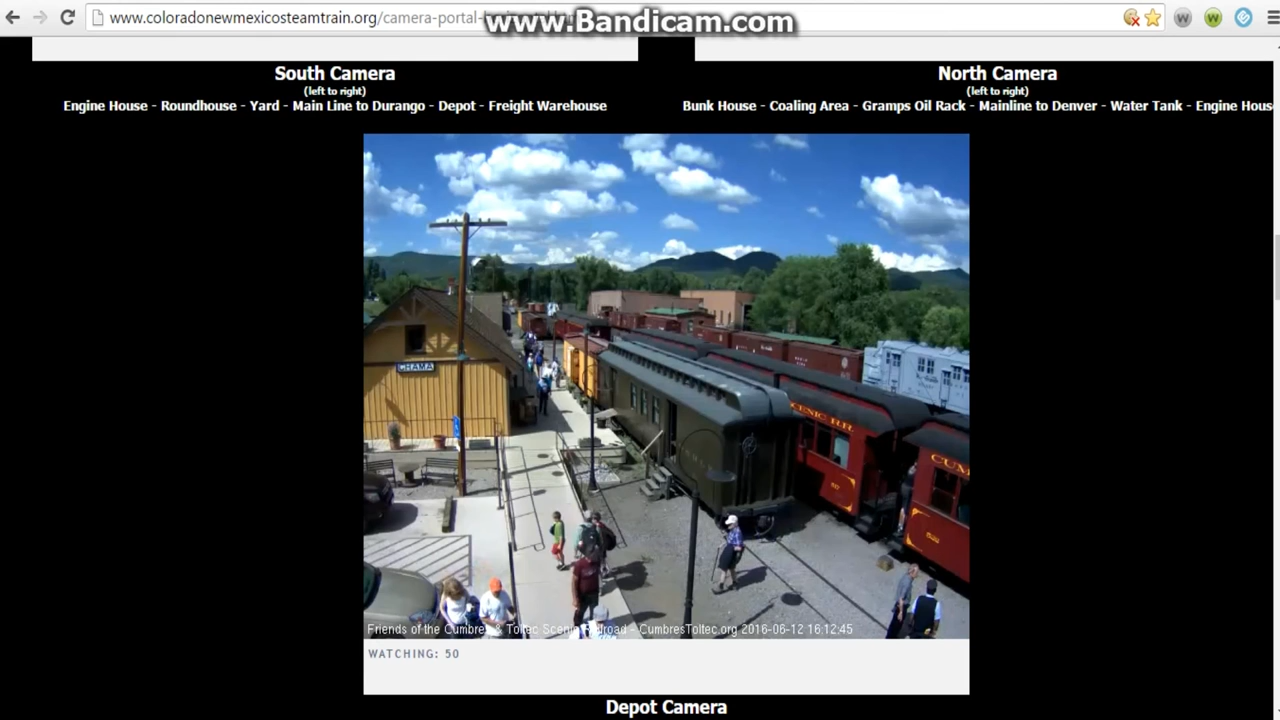 www.coloradonewmexicosteamtrain.org/camera-portal-
www.Bandicam.com
South Camera
(left to right)
Engine House - Roundhouse - Yard - Main Line to Durango - Depot - Freight Warehouse
North Camera
(left to right)
Bunk House - Coaling Area - Gramps Oil Rack - Mainline to Denver - Water Tank - Engine Hous
CHAMA
SCENIC R.R.
CUM
Friends of the Cumbres & Toltec Scenic Railroad - CumbresToltec.org 2016-06-12 16:12:45
WATCHING: 50
Depot Camera